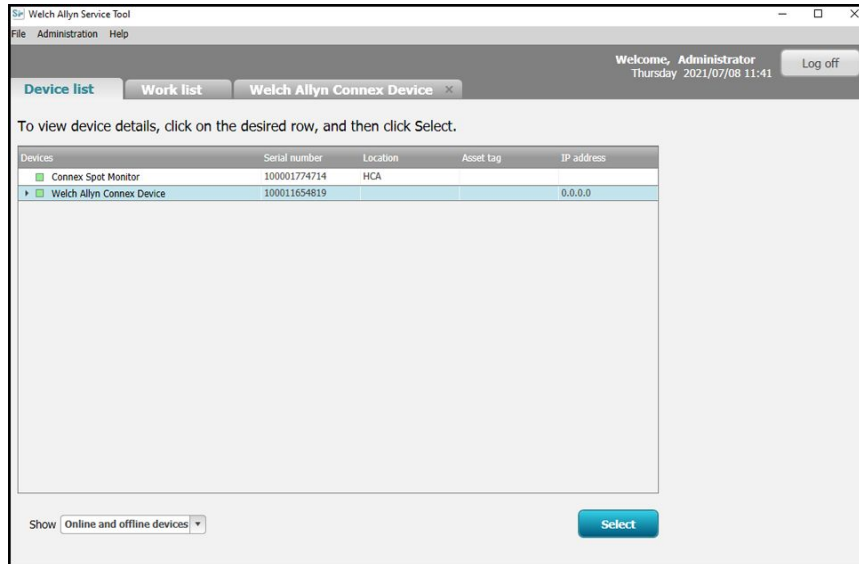 Welch Allyn Service Tool
File Administration Help
Welcome, Administrator
Thursday 2021/07/08 11:41
Log off
Device list Work list Welch Allyn Connex Device ×
To view device details, click on the desired row, and then click Select.
Devices Serial number Location Asset tag IP address
Connex Spot Monitor 100001774714 HCA
Welch Allyn Connex Device 100011654819 0.0.0.0
Show Online and offline devices
Select